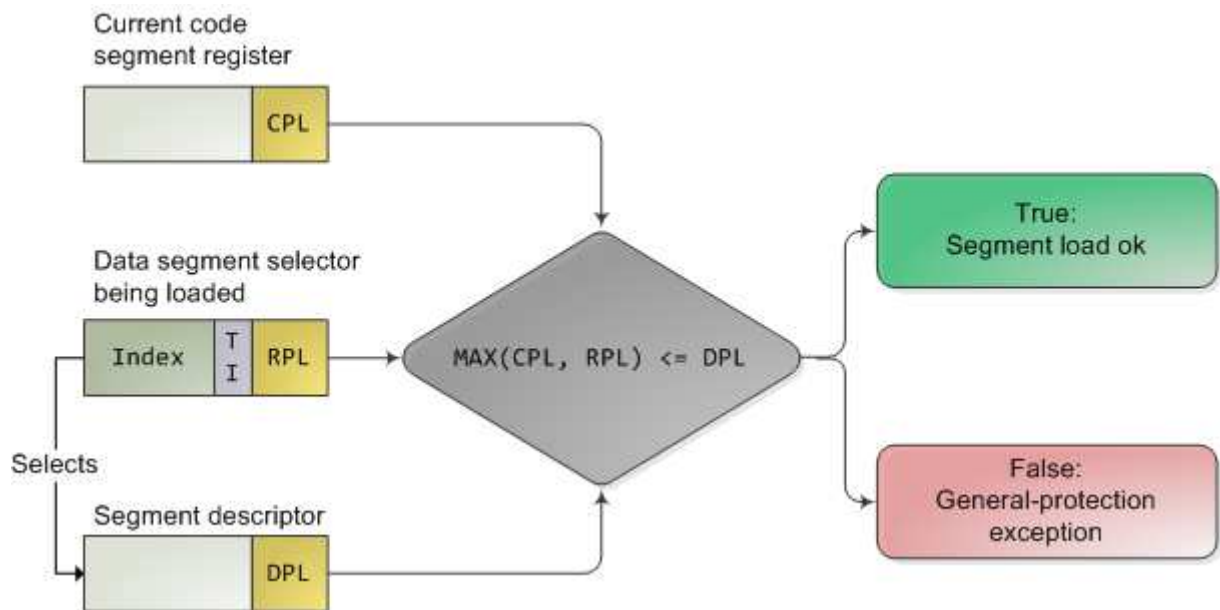 Current code
segment register
CPL
Data segment selector
being loaded
Index
T
I
RPL
Selects
Segment descriptor
DPL
MAX(CPL, RPL) <= DPL
True:
Segment load ok
False:
General-protection
exception